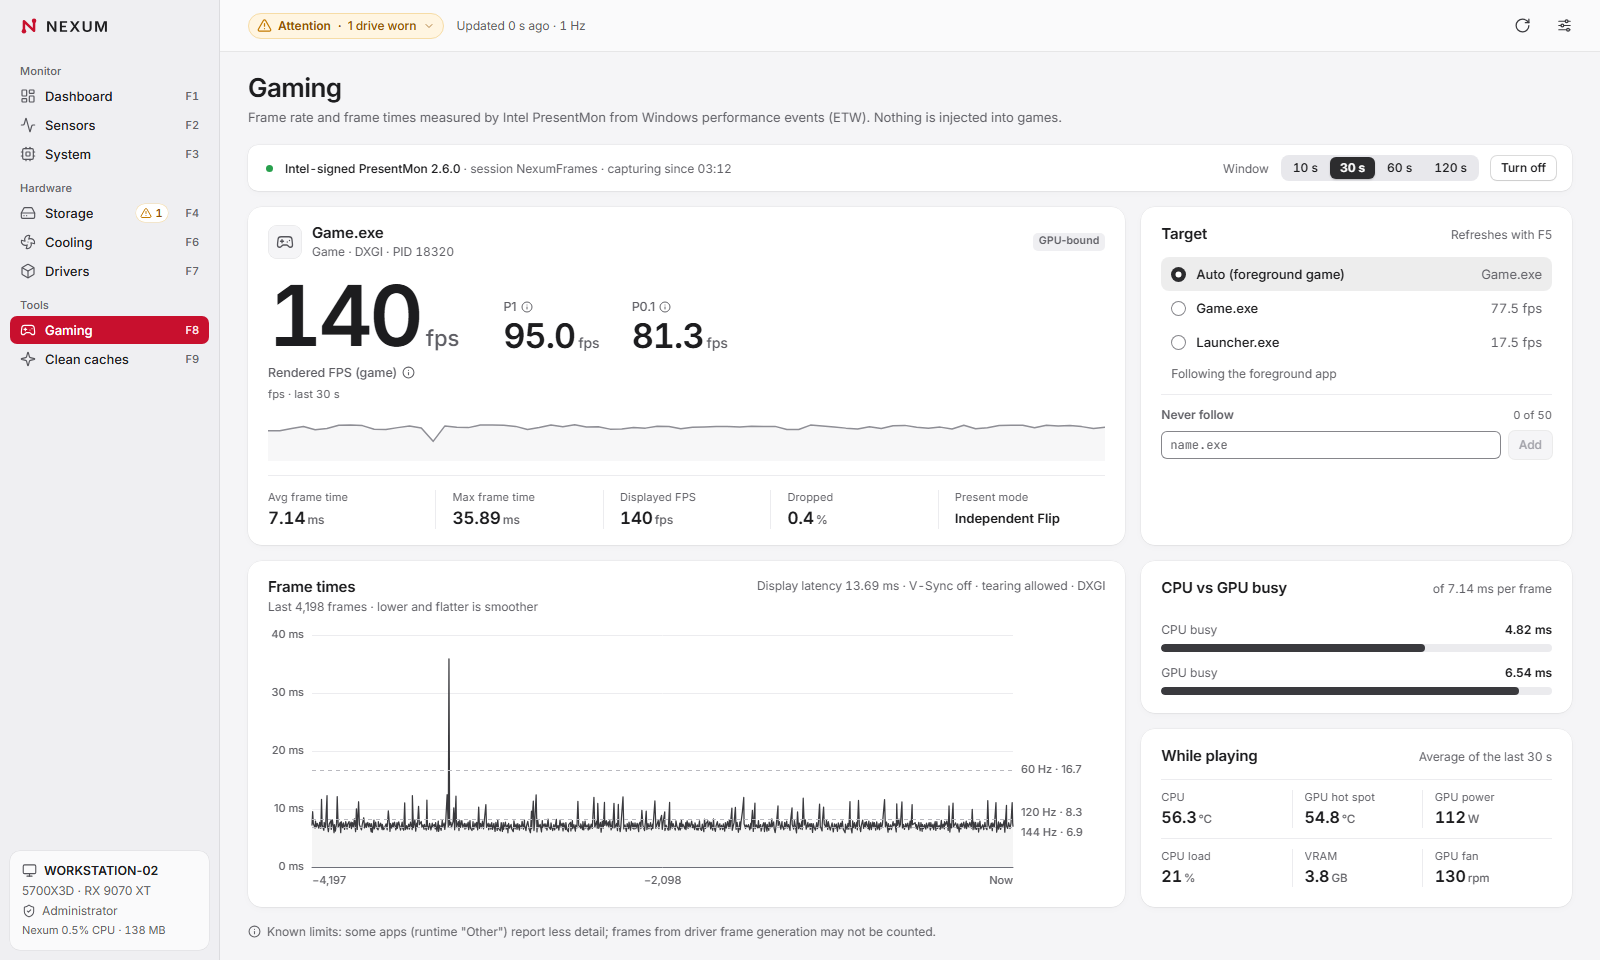 NEXUM
Monitor
Dashboard F1
Sensors F2
System F3
Hardware
Storage 1 F4
Cooling F6
Drivers F7
Tools
Gaming F8
Clean caches F9
WORKSTATION-02
5700X3D · RX 9070 XT
Administrator
Nexum 0.5% CPU · 138 MB
Attention · 1 drive worn
Updated 0 s ago · 1 Hz
Gaming
Frame rate and frame times measured by Intel PresentMon from Windows performance events (ETW). Nothing is injected into games.
Intel-signed PresentMon 2.6.0 · session NexumFrames · capturing since 03:12
Window 10 s 30 s 60 s 120 s Turn off
Game.exe
Game · DXGI · PID 18320
GPU-bound
140 fps
P1
95.0 fps
P0.1
81.3 fps
Rendered FPS (game)
fps · last 30 s
Avg frame time
7.14 ms
Max frame time
35.89 ms
Displayed FPS
140 fps
Dropped
0.4 %
Present mode
Independent Flip
Target
Refreshes with F5
Auto (foreground game) Game.exe
Game.exe 77.5 fps
Launcher.exe 17.5 fps
Following the foreground app
Never follow 0 of 50
name.exe Add
Frame times
Last 4,198 frames · lower and flatter is smoother
Display latency 13.69 ms · V-Sync off · tearing allowed · DXGI
40 ms
30 ms
20 ms
10 ms
0 ms
60 Hz · 16.7
120 Hz · 8.3
144 Hz · 6.9
−4,197 −2,098 Now
CPU vs GPU busy
of 7.14 ms per frame
CPU busy 4.82 ms
GPU busy 6.54 ms
While playing
Average of the last 30 s
CPU
56.3 °C
GPU hot spot
54.8 °C
GPU power
112 W
CPU load
21 %
VRAM
3.8 GB
GPU fan
130 rpm
Known limits: some apps (runtime "Other") report less detail; frames from driver frame generation may not be counted.